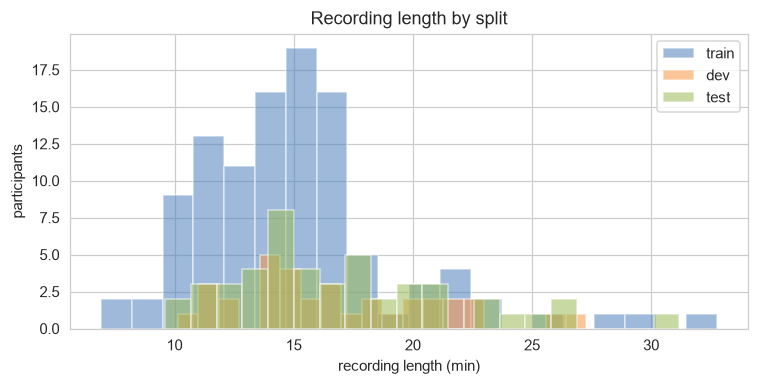 Recording length by split
train
dev
test
participants
17.5
15.0
12.5
10.0
7.5
5.0
2.5
0.0
10 15 20 25 30
recording length (min)